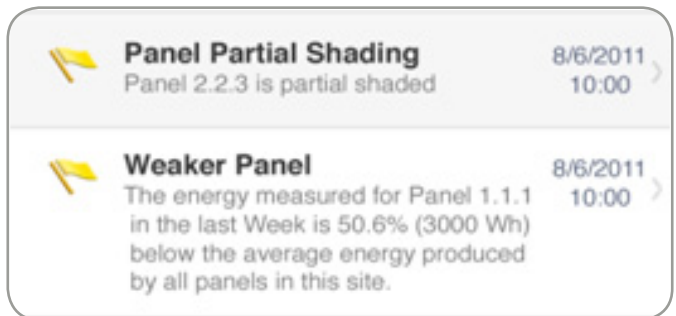 Panel Partial Shading
8/6/2011
Panel 2.2.3 is partial shaded
10:00
Weaker Panel
8/6/2011
The energy measured for Panel 1.1.1
10:00
in the last Week is 50.6% (3000 Wh)
below the average energy produced
by all panels in this site.